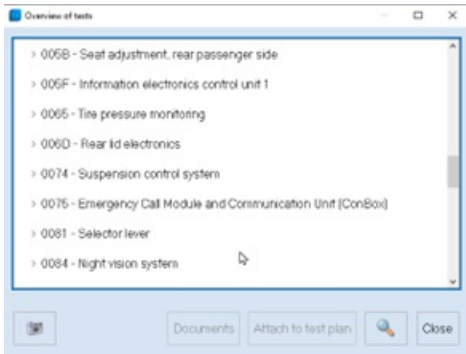 Overview of tests
> 005B - Seat adjustment, rear passenger side
> 005F - Information electronics control unit 1
> 0065 - Tire pressure monitoring
> 006D - Rear lid electronics
> 0074 - Suspension control system
> 0075 - Emergency Call Module and Communication Unit (ConBox)
> 0081 - Selector lever
> 0084 - Night vision system
Documents
Attach to test plan
Close